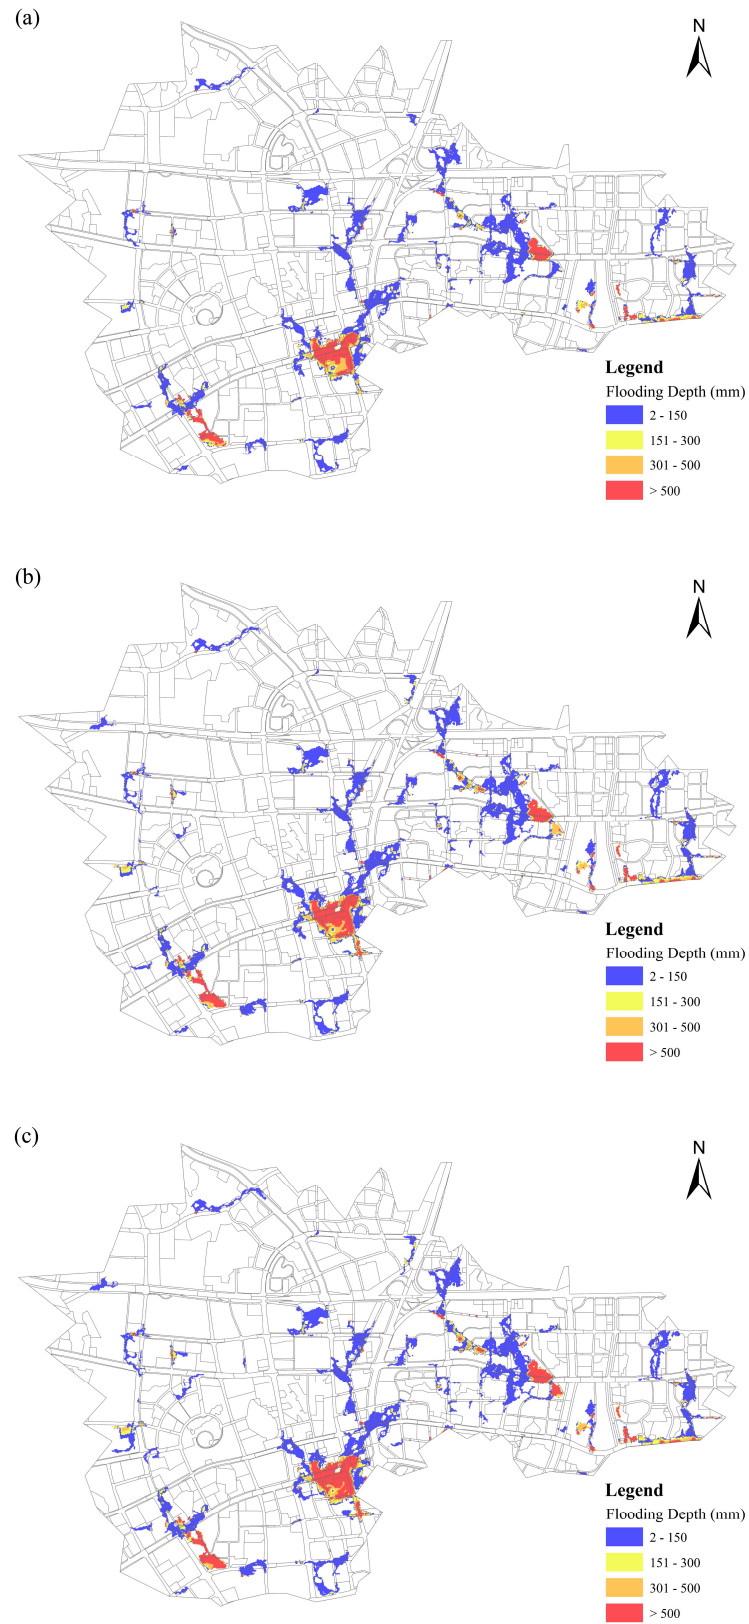 (a)
N
Legend
Flooding Depth (mm)
2 - 150
151 - 300
301 - 500
> 500
(b)
N
Legend
Flooding Depth (mm)
2 - 150
151 - 300
301 - 500
> 500
(c)
N
Legend
Flooding Depth (mm)
2 - 150
151 - 300
301 - 500
> 500